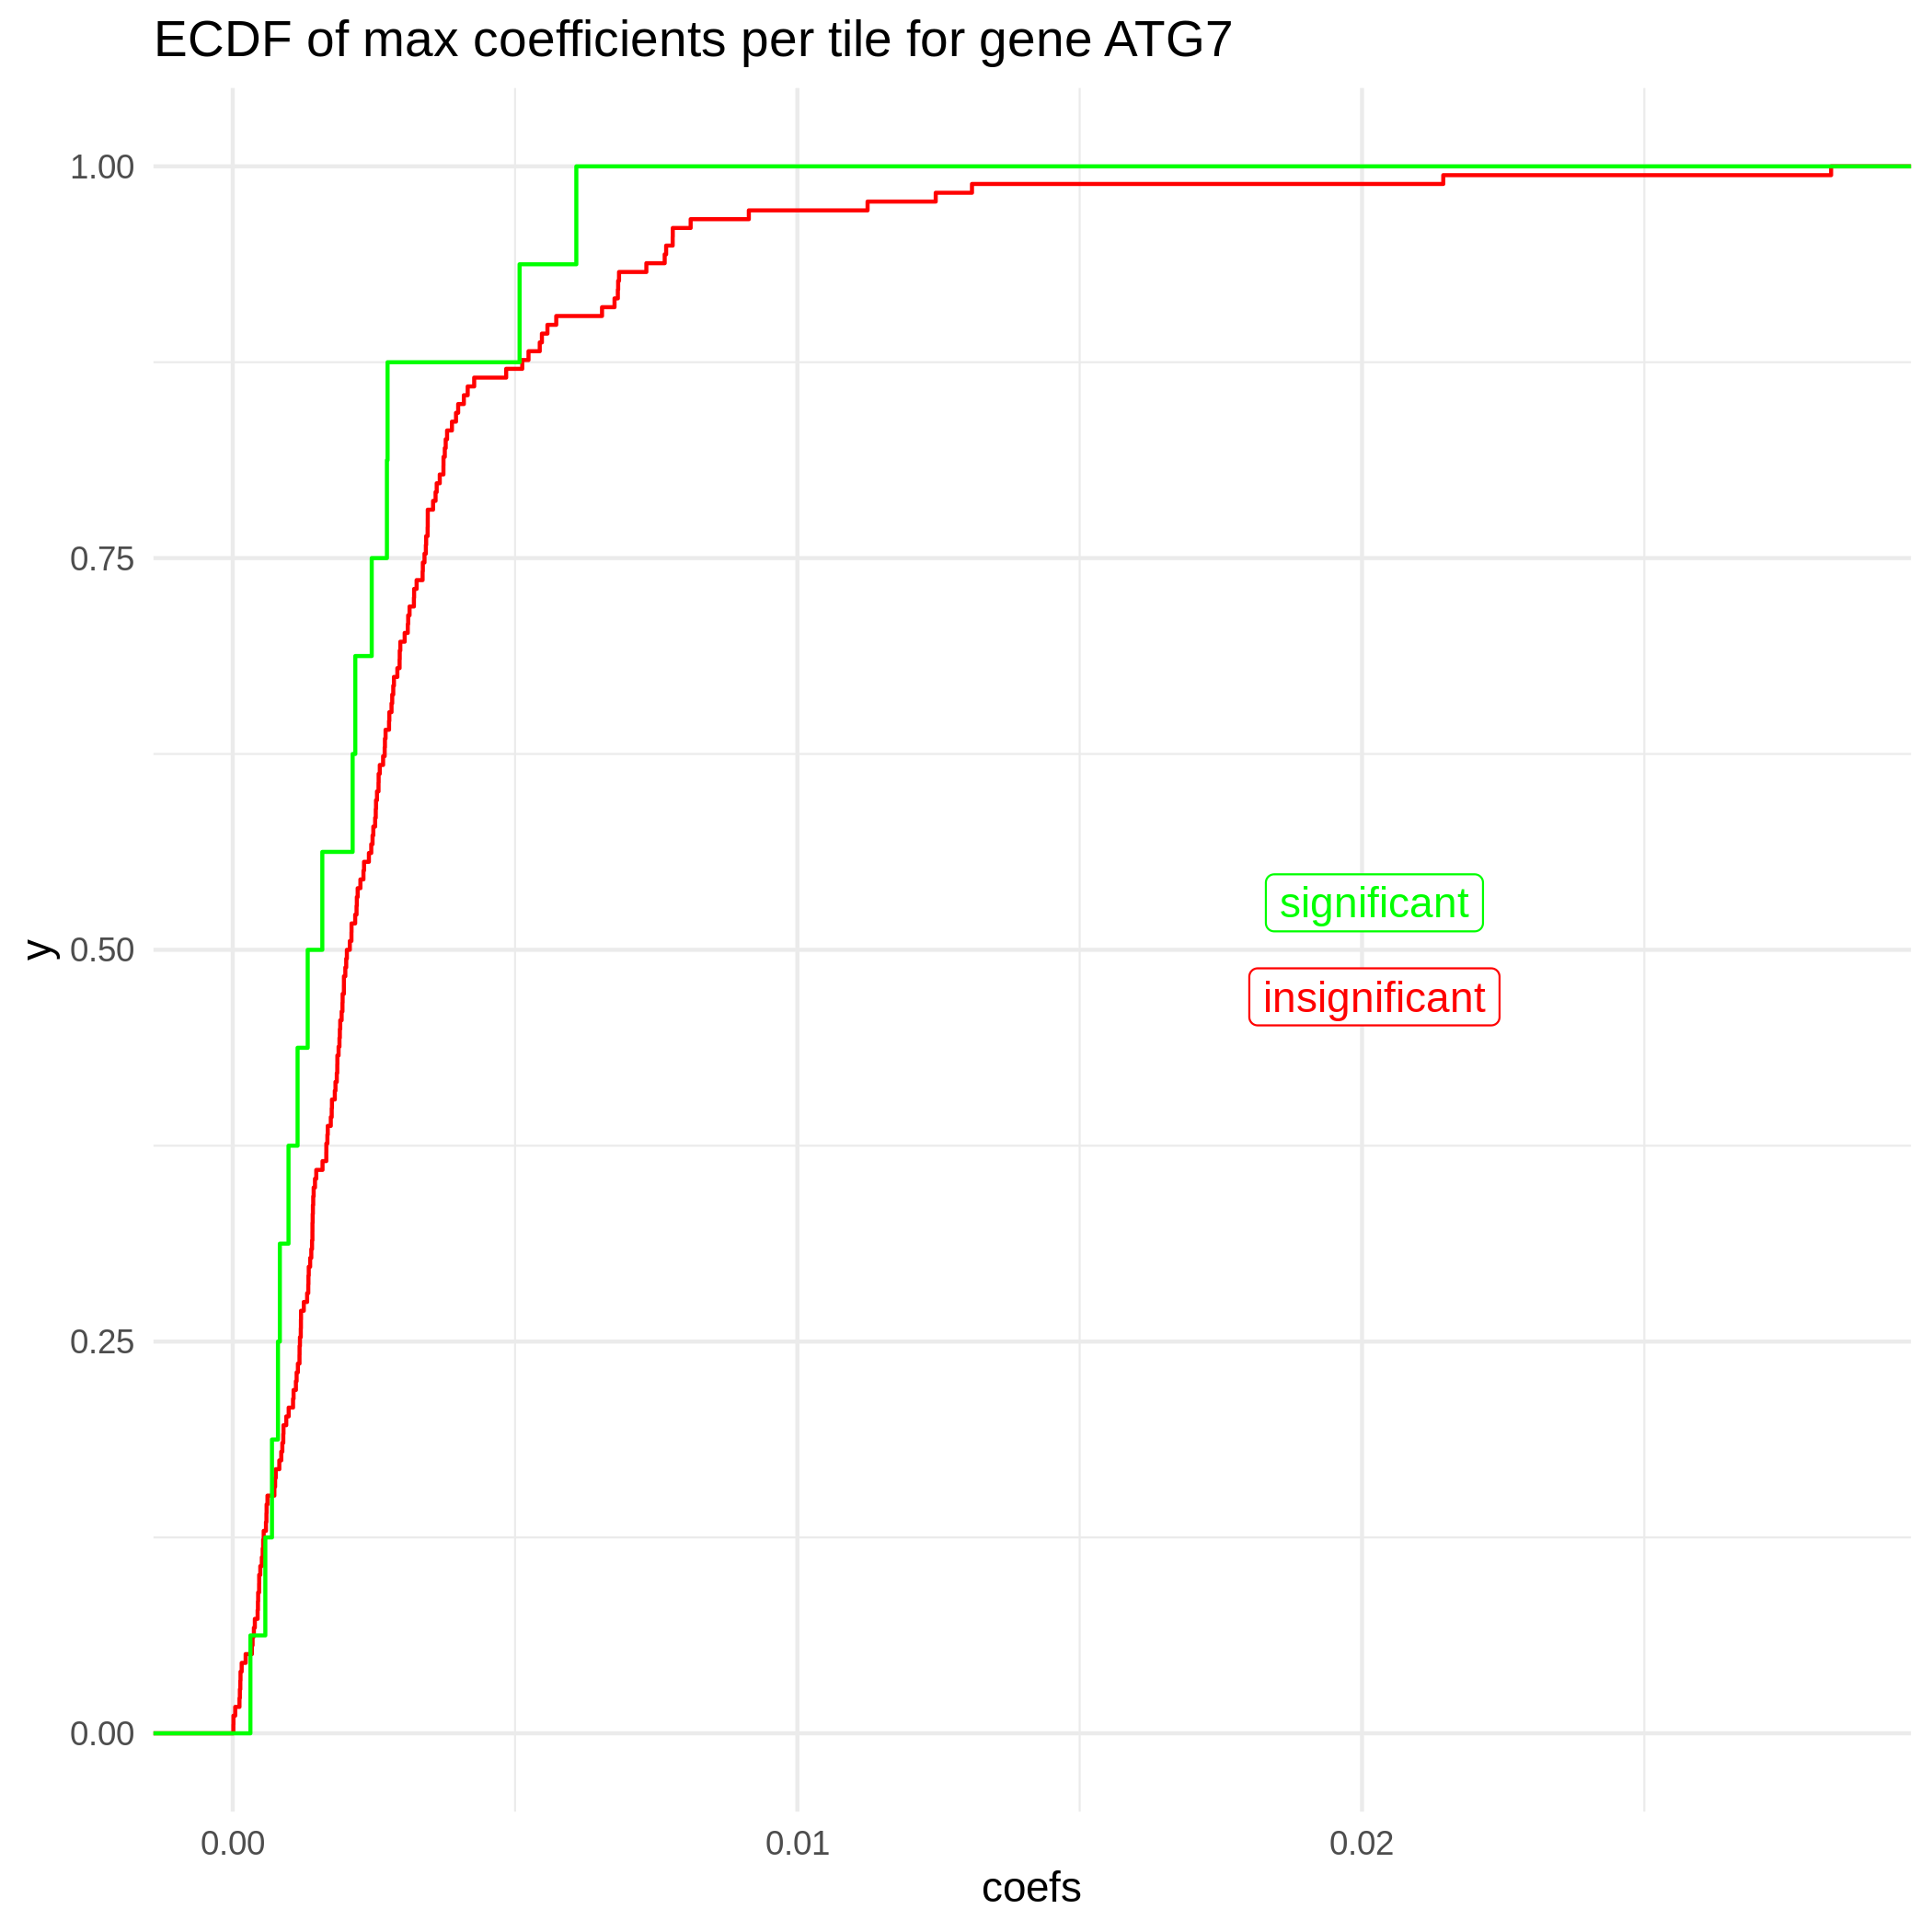 ECDF of max coefficients per tile for gene ATG7
1.00
0.75
0.50
0.25
0.00
y
significant
insignificant
0.00
0.01
0.02
coefs